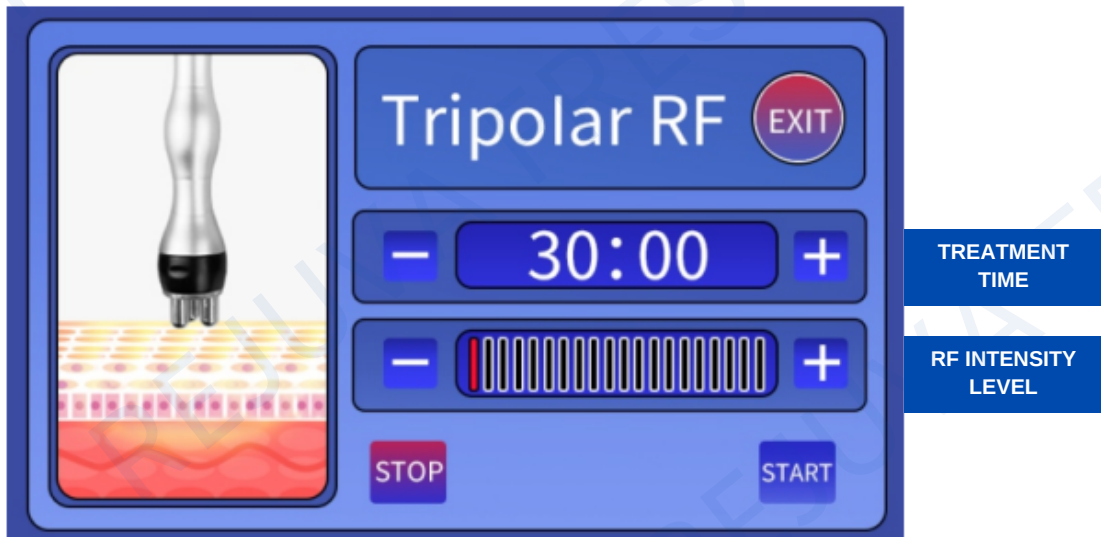 Tripolar RF
EXIT
30:00
TREATMENT
TIME
RF INTENSITY
LEVEL
STOP
START